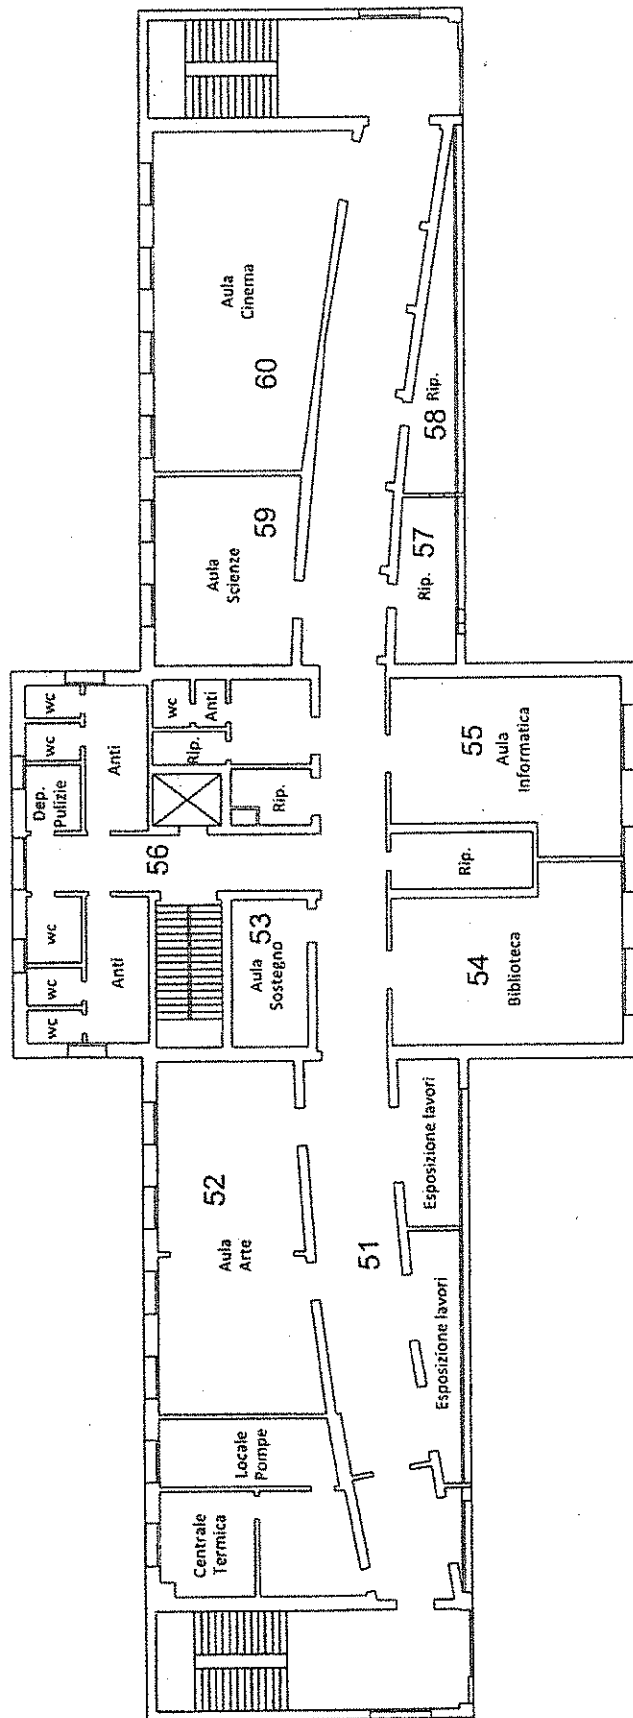 wc
wc
wc
Dep.
Pulizie
wc
wc
Anti
Anti
56
Rip.
wc
Anti
Centrale
Termica
Locale
Pompe
Aula
Arte
52
Aula
Sostegno
53
Rip.
Aula
Scienze
59
Aula
Cinema
60
51
Esposizione lavori
Esposizione lavori
Rip.
57
58
Rip.
54
Biblioteca
Rip.
55
Aula
Informatica